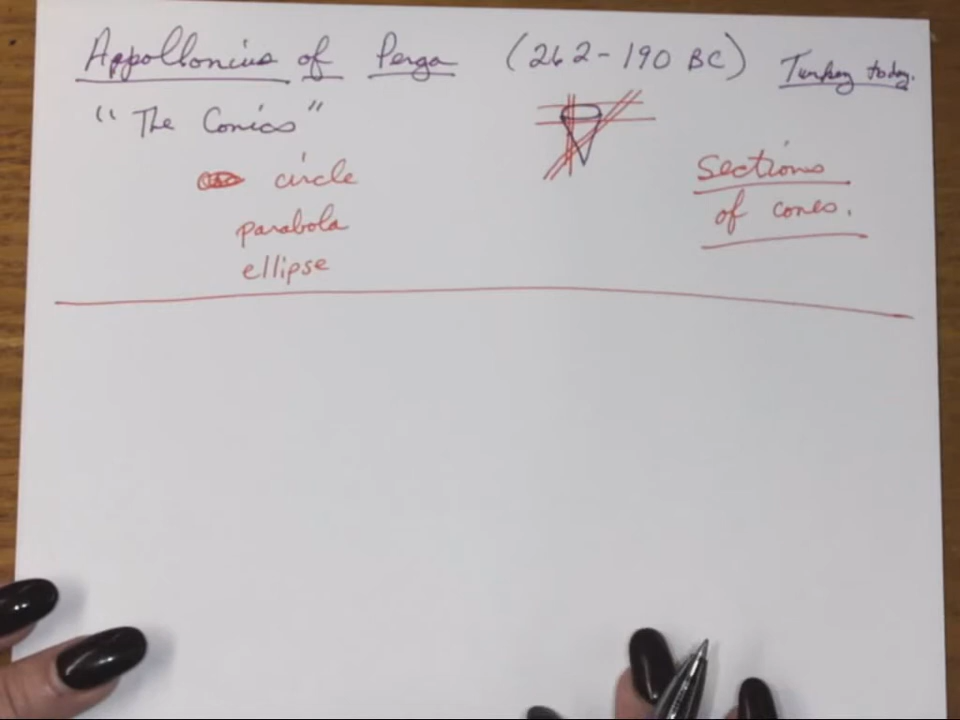 Appollonius of Perga (262-190 BC) Turkey today.
"The Conics"
circle
parabola
ellipse
Sections
of cones.